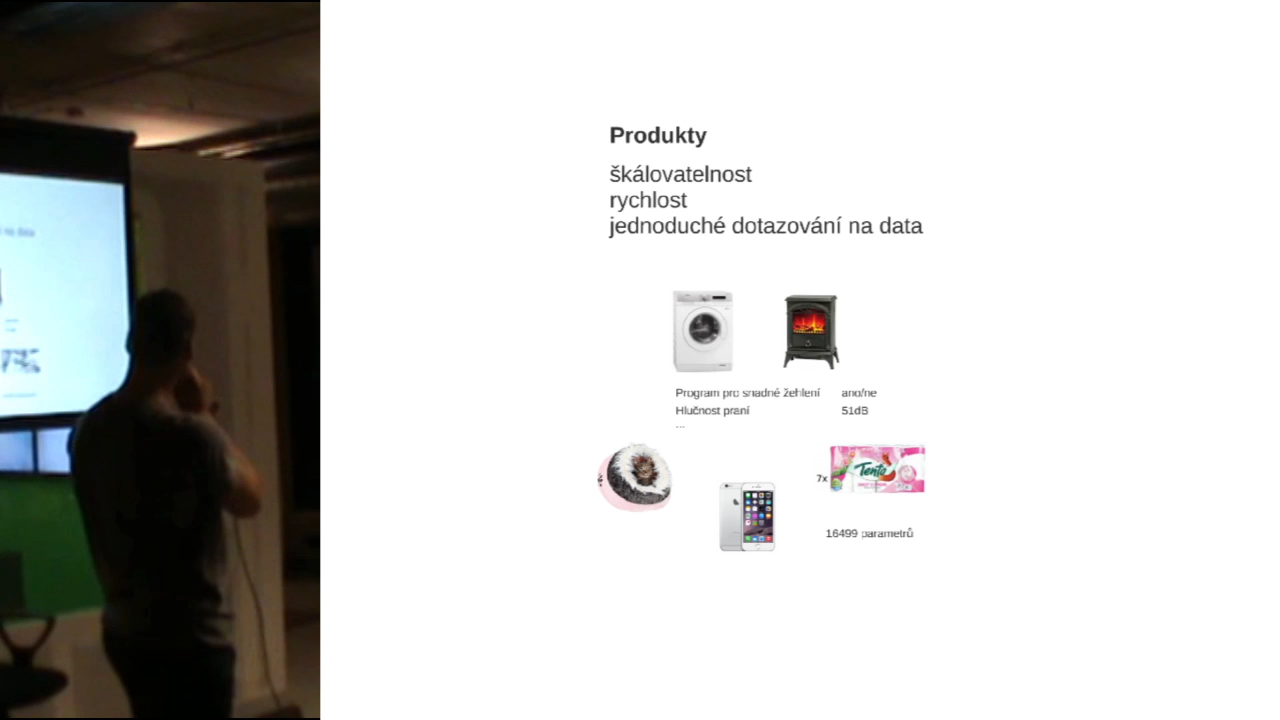 Produkty
škálovatelnost
rychlost
jednoduché dotazování na data
Program pro snadné žehlení ano/ne
Hlučnost praní 51dB
...
7x
Tento
16499 parametrů